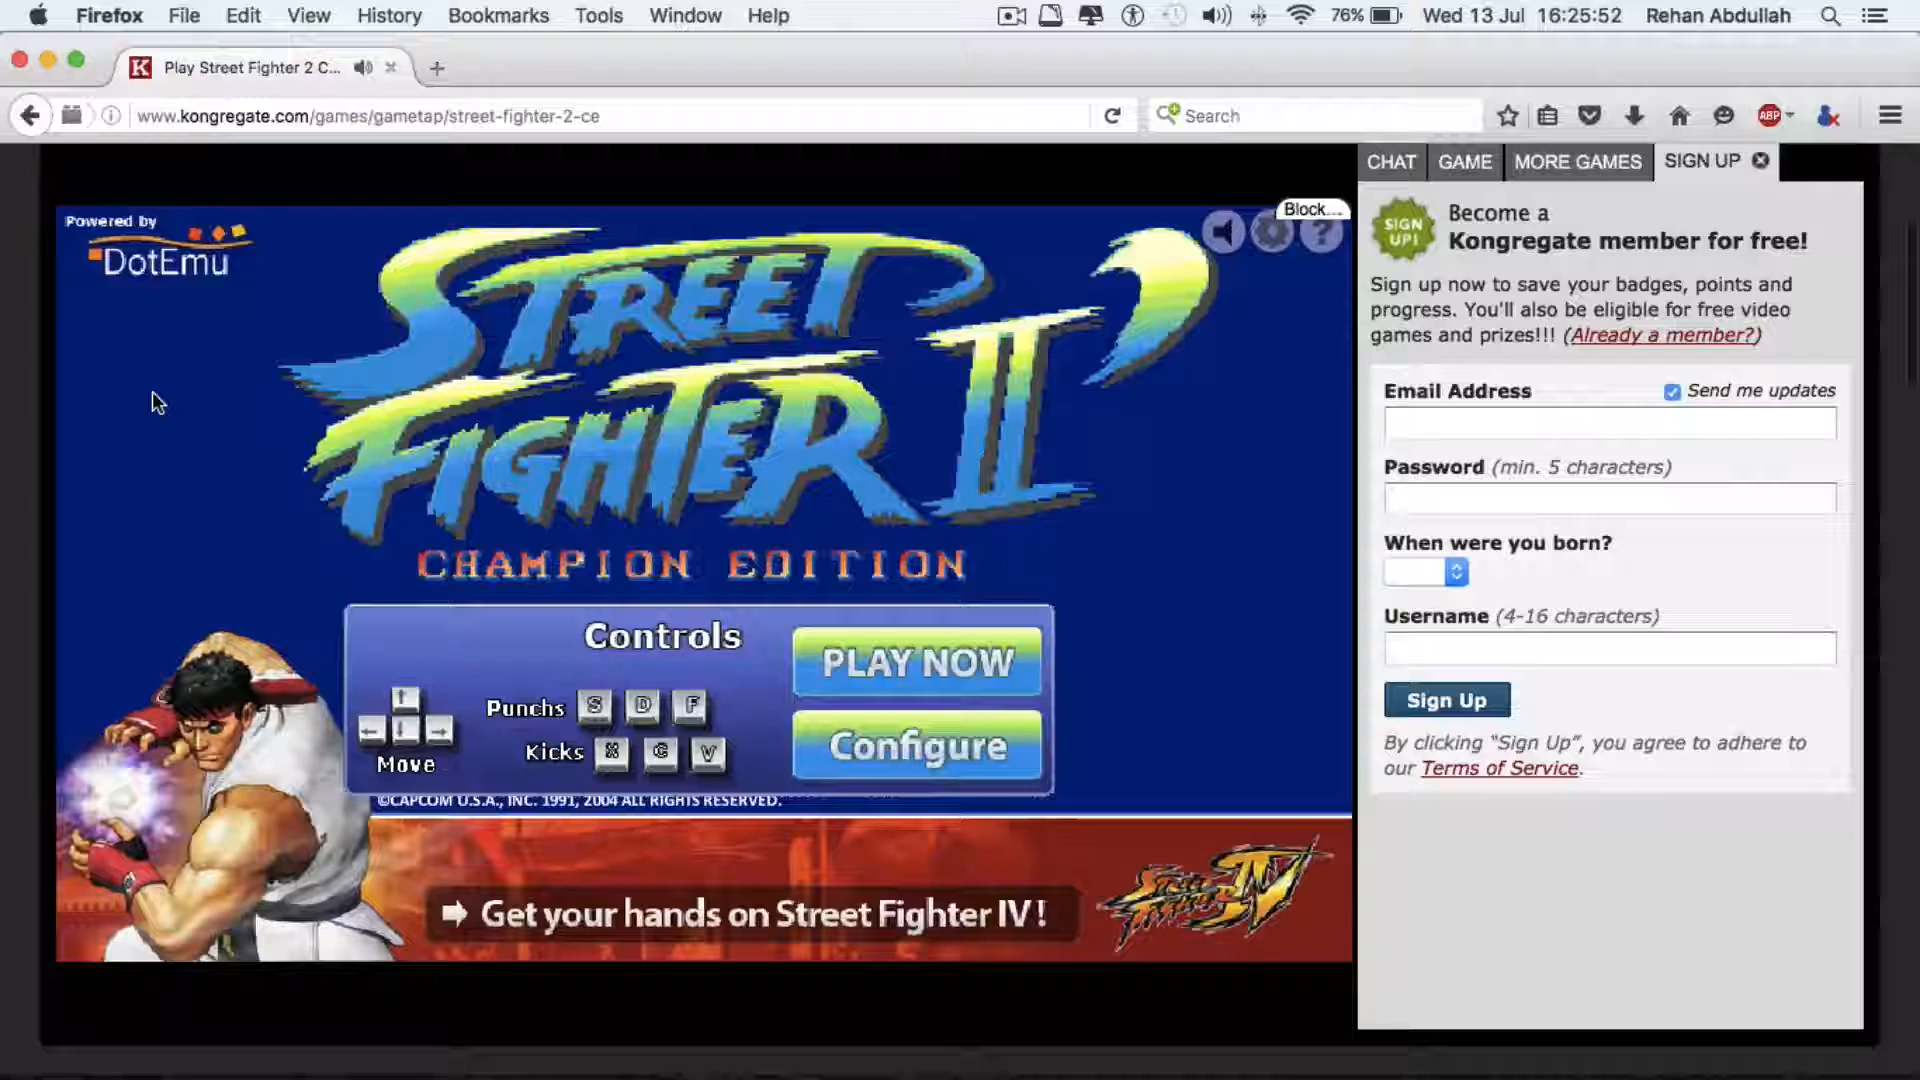 Firefox File Edit View History Bookmarks Tools Window Help 76% Wed 13 Jul 16:25:52 Rehan Abdullah
K Play Street Fighter 2 C...
www.kongregate.com/games/gametap/street-fighter-2-ce Search ABP
CHAT GAME MORE GAMES SIGN UP
Powered by
DotEmu
Block...
?
STREET
FIGHTER II'
CHAMPION EDITION
Controls
PLAY NOW
Punchs S D F
Kicks X C V
Move
Configure
©CAPCOM U.S.A., INC. 1991, 2004 ALL RIGHTS RESERVED.
Get your hands on Street Fighter IV!
Street Fighter IV
SIGN UP!
Become a
Kongregate member for free!
Sign up now to save your badges, points and
progress. You'll also be eligible for free video
games and prizes!!! (Already a member?)
Email Address Send me updates
Password (min. 5 characters)
When were you born?
Username (4-16 characters)
Sign Up
By clicking “Sign Up”, you agree to adhere to
our Terms of Service.